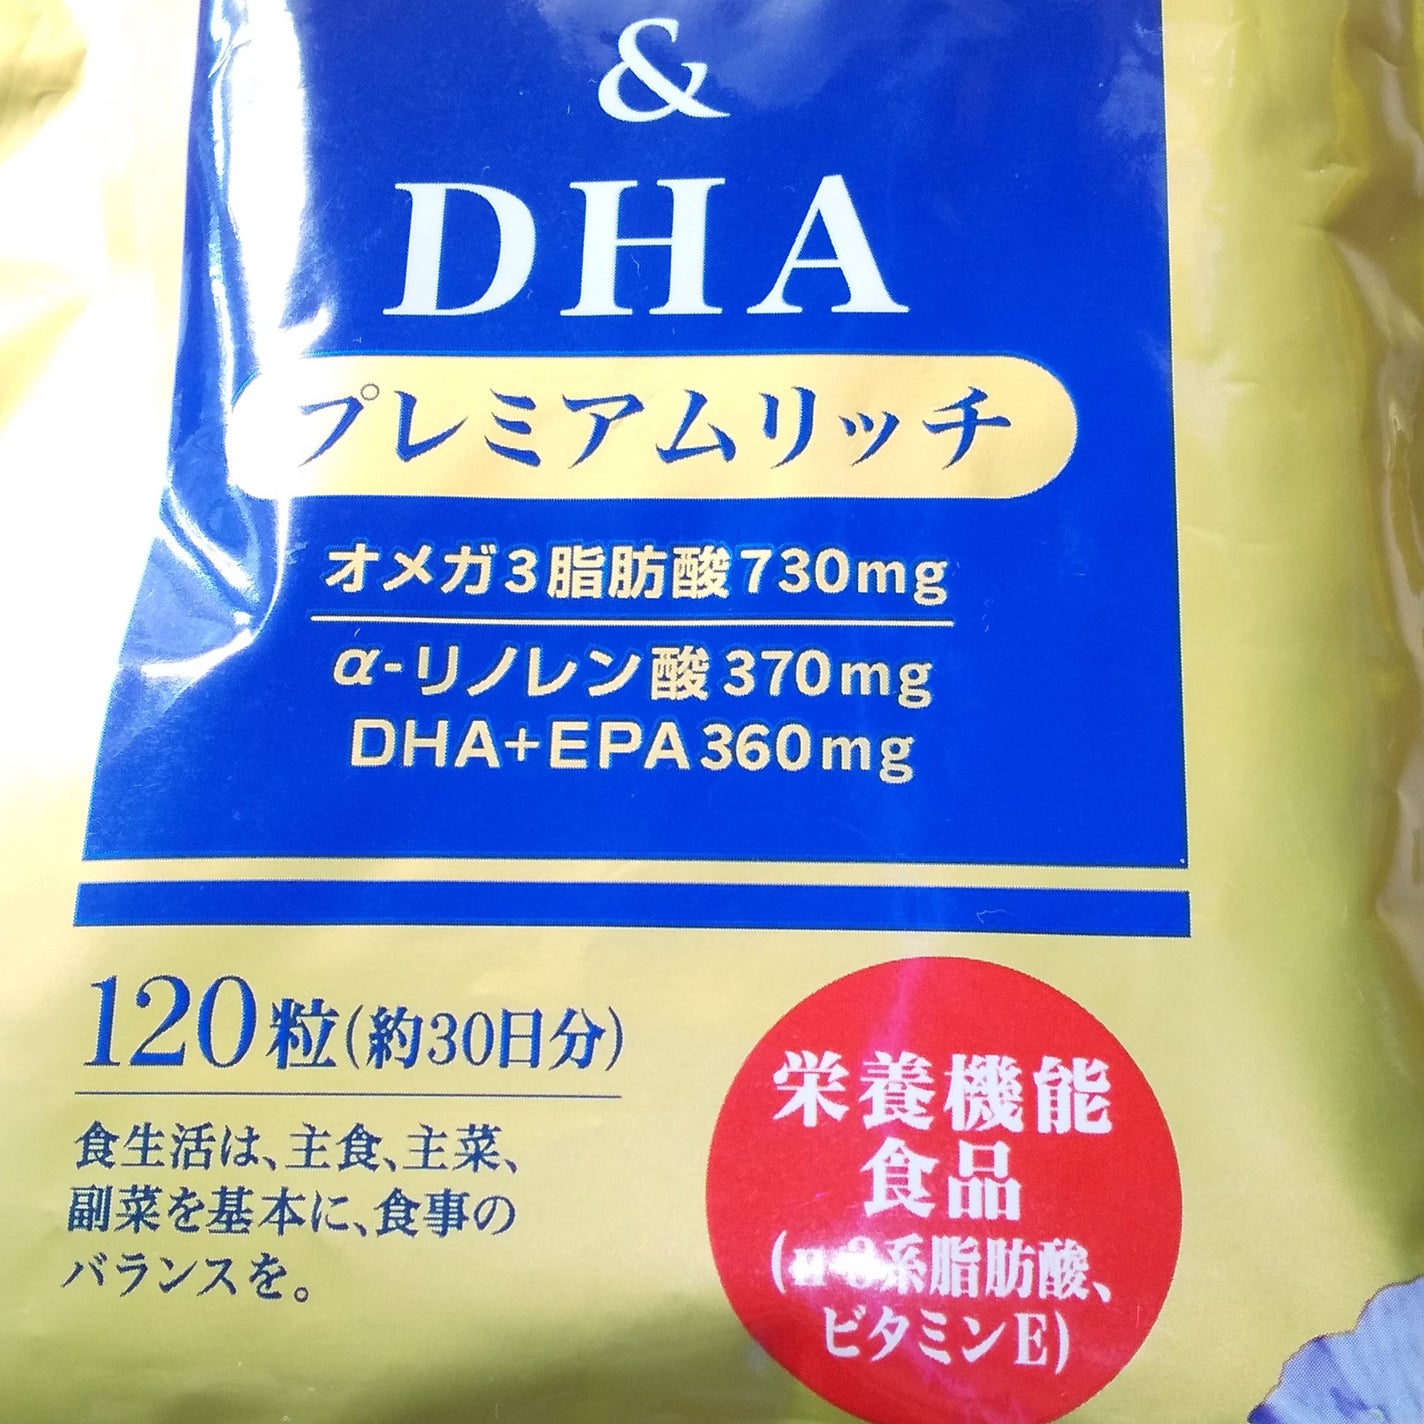 &
DHA
プレミアムリッチ
オメガ3脂肪酸730mg
α-リノレン酸370mg
DHA+EPA360mg
120粒(約30日分)
食生活は、主食、主菜、
副菜を基本に、食事の
バランスを。
栄養機能
食品
(n-3系脂肪酸、
ビタミンE)